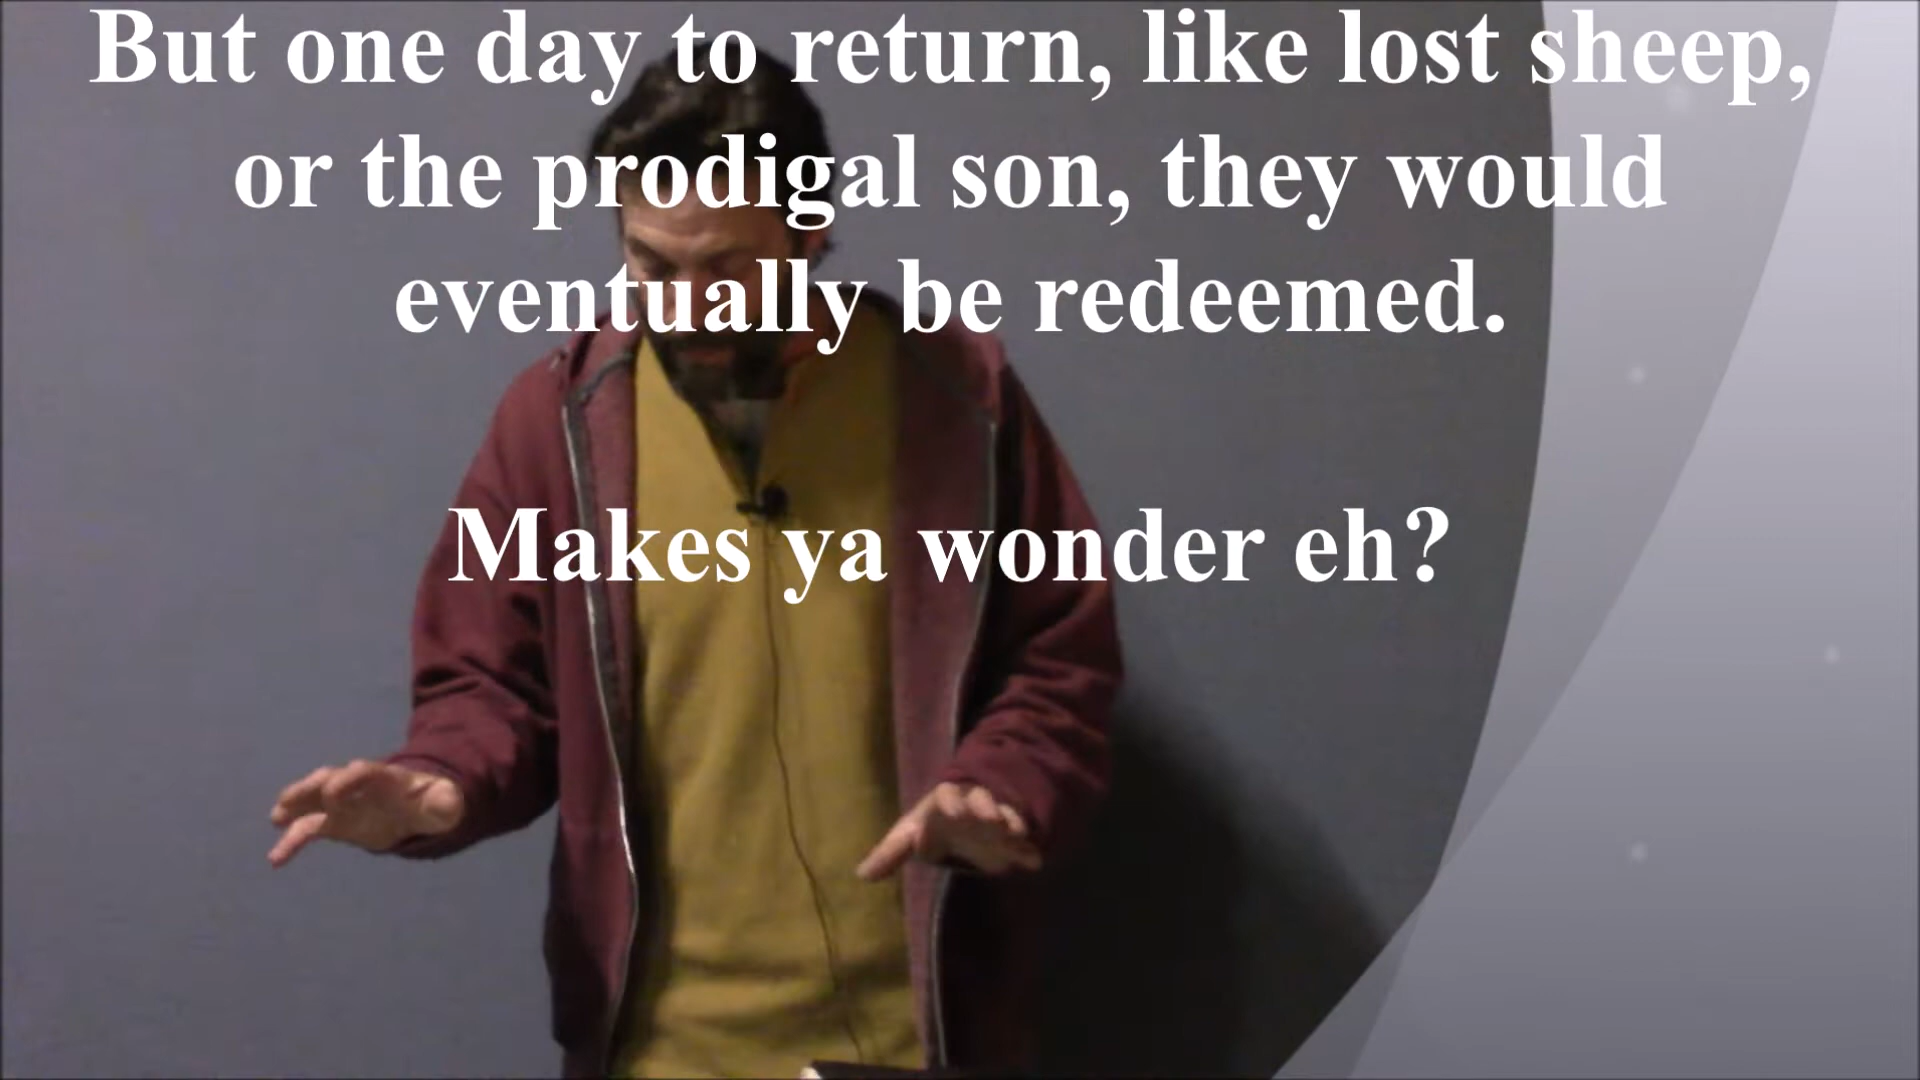 But one day to return, like lost sheep,
or the prodigal son, they would
eventually be redeemed.
Makes ya wonder eh?